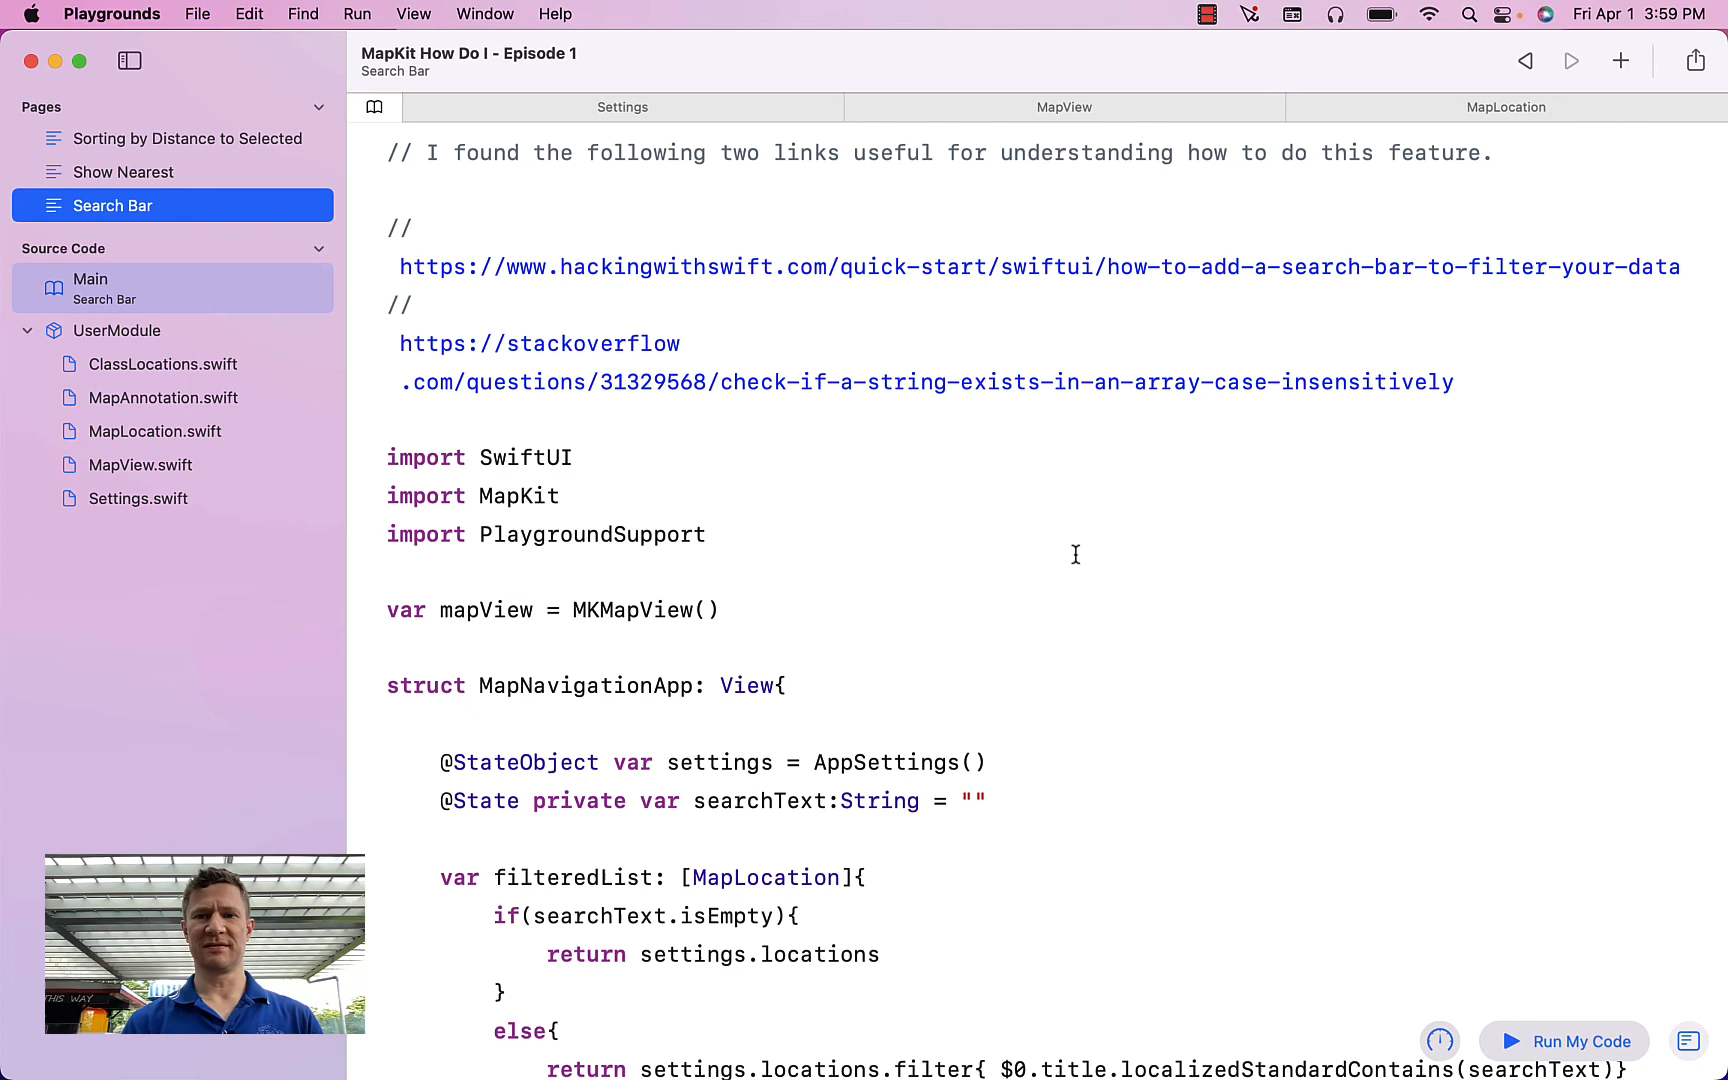 Playgrounds File Edit Find Run View Window Help Fri Apr 1 3:59 PM
MapKit How Do I - Episode 1
Search Bar
Pages
Sorting by Distance to Selected
Show Nearest
Search Bar
Source Code
Main
Search Bar
UserModule
ClassLocations.swift
MapAnnotation.swift
MapLocation.swift
MapView.swift
Settings.swift
Settings MapView MapLocation
// I found the following two links useful for understanding how to do this feature.
//
https://www.hackingwithswift.com/quick-start/swiftui/how-to-add-a-search-bar-to-filter-your-data
//
https://stackoverflow
.com/questions/31329568/check-if-a-string-exists-in-an-array-case-insensitively
import SwiftUI
import MapKit
import PlaygroundSupport
var mapView = MKMapView()
struct MapNavigationApp: View{
@StateObject var settings = AppSettings()
@State private var searchText:String = ""
var filteredList: [MapLocation]{
if(searchText.isEmpty){
return settings.locations
}
else{
return settings.locations.filter{ $0.title.localizedStandardContains(searchText)}
Run My Code
THIS WAY